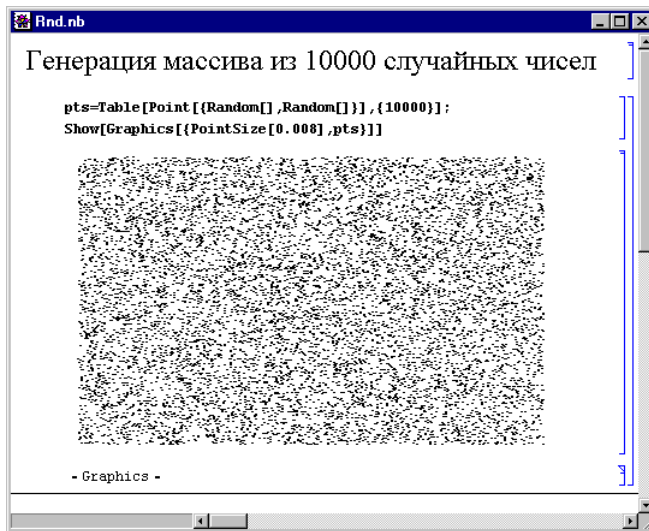 Rnd.nb
Генерация массива из 10000 случайных чисел
pts=Table[Point[{Random[],Random[]}],{10000}];
Show[Graphics[{PointSize[0.008],pts}]]
- Graphics -